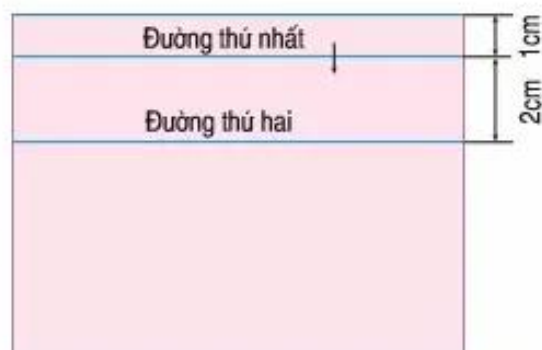 Đường thứ nhất
1cm
2cm
Đường thứ hai